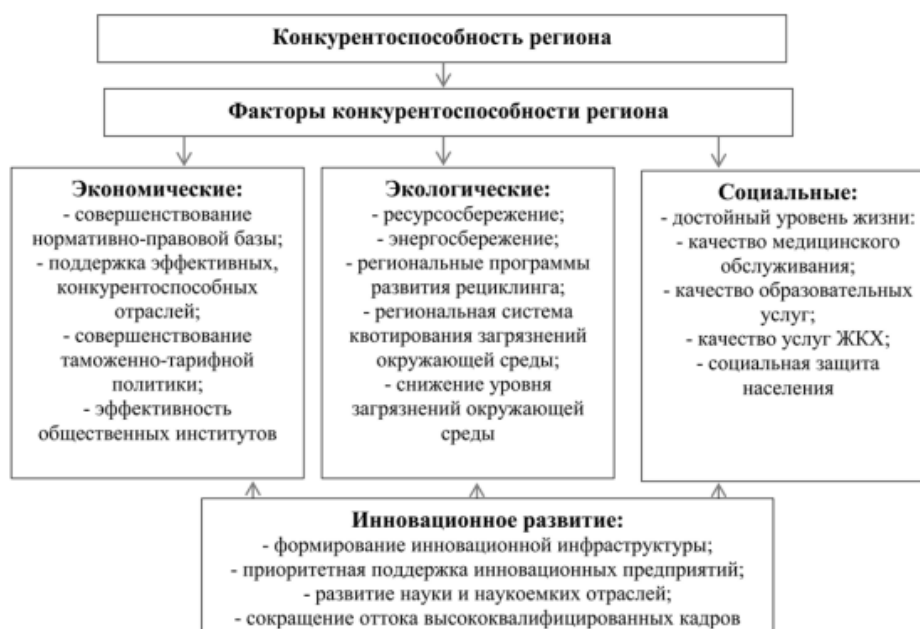 Конкурентоспособность региона
Факторы конкурентоспособности региона
Экономические:
- совершенствование
нормативно-правовой базы;
- поддержка эффективных,
конкурентоспособных
отраслей;
- совершенствование
таможенно-тарифной
политики;
- эффективность
общественных институтов
Экологические:
- ресурсосбережение;
- энергосбережение;
- региональные программы
развития рециклинга;
- региональная система
квотирования загрязнений
окружающей среды;
- снижение уровня
загрязнений окружающей
среды
Социальные:
- достойный уровень жизни:
- качество медицинского
обслуживания;
- качество образовательных
услуг;
- качество услуг ЖКХ;
- социальная защита
населения
Инновационное развитие:
- формирование инновационной инфраструктуры;
- приоритетная поддержка инновационных предприятий;
- развитие науки и наукоемких отраслей;
- сокращение оттока высококвалифицированных кадров